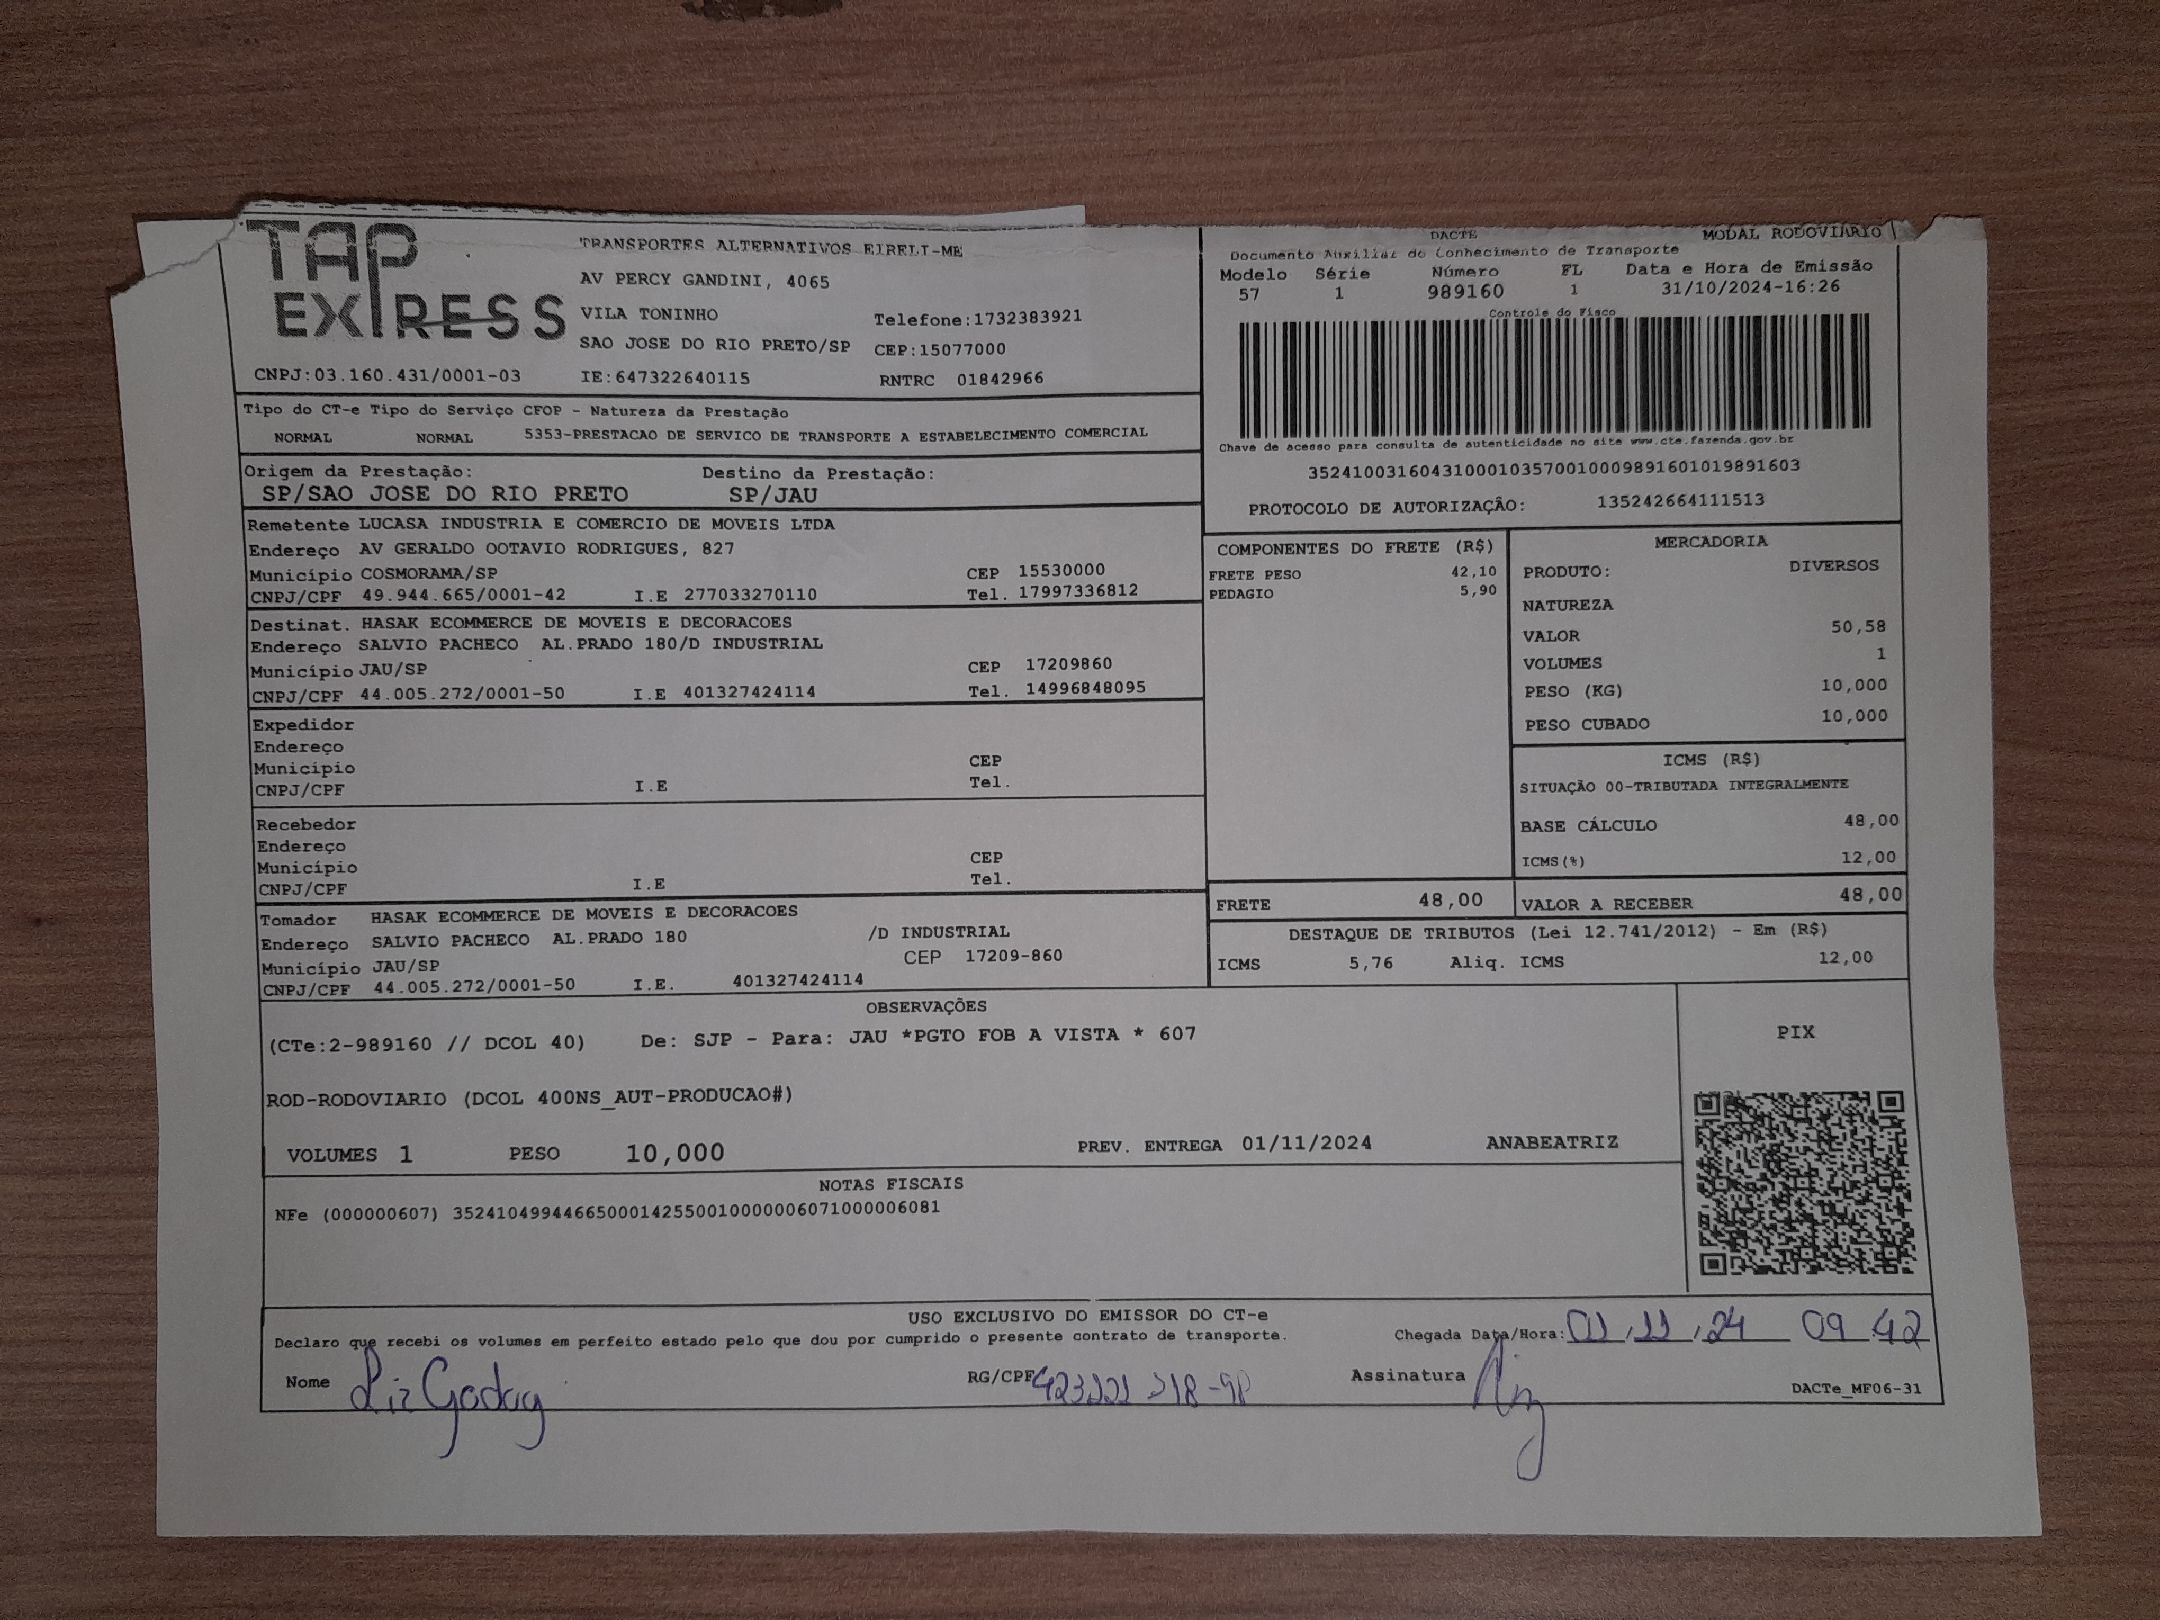 TAP EXPRESS
TRANSPORTES ALTERNATIVOS EIRELI-ME
AV PERCY GANDINI, 4065
VILA TONINHO Telefone:1732383921
SAO JOSE DO RIO PRETO/SP CEP:15077000
CNPJ:03.160.431/0001-03 IE:647322640115 RNTRC 01842966
DACTE MODAL RODOVIÁRIO
Documento Auxiliar do Conhecimento de Transporte
Modelo Série Número FL Data e Hora de Emissão
57 1 989160 1 31/10/2024-16:26
Controle do Fisco
Chave de acesso para consulta de autenticidade no site www.cte.fazenda.gov.br
35241003160431000103570010009891601019891603
PROTOCOLO DE AUTORIZAÇÃO: 135242664111513
Tipo do CT-e Tipo do Serviço CFOP - Natureza da Prestação
NORMAL NORMAL 5353-PRESTACAO DE SERVICO DE TRANSPORTE A ESTABELECIMENTO COMERCIAL
Origem da Prestação: Destino da Prestação:
SP/SAO JOSE DO RIO PRETO SP/JAU
Remetente LUCASA INDUSTRIA E COMERCIO DE MOVEIS LTDA
Endereço AV GERALDO OOTAVIO RODRIGUES, 827
Município COSMORAMA/SP CEP 15530000
CNPJ/CPF 49.944.665/0001-42 I.E 277033270110 Tel. 17997336812
Destinat. HASAK ECOMMERCE DE MOVEIS E DECORACOES
Endereço SALVIO PACHECO AL.PRADO 180/D INDUSTRIAL
Município JAU/SP CEP 17209860
CNPJ/CPF 44.005.272/0001-50 I.E 401327424114 Tel. 14996848095
Expedidor
Endereço
Município CEP
CNPJ/CPF I.E Tel.
Recebedor
Endereço
Município CEP
CNPJ/CPF I.E Tel.
Tomador HASAK ECOMMERCE DE MOVEIS E DECORACOES
Endereço SALVIO PACHECO AL.PRADO 180 /D INDUSTRIAL
Município JAU/SP CEP 17209-860
CNPJ/CPF 44.005.272/0001-50 I.E. 401327424114
COMPONENTES DO FRETE (R$)
FRETE PESO 42,10
PEDAGIO 5,90
MERCADORIA
PRODUTO: DIVERSOS
NATUREZA
VALOR 50,58
VOLUMES 1
PESO (KG) 10,000
PESO CUBADO 10,000
ICMS (R$)
SITUAÇÃO 00-TRIBUTADA INTEGRALMENTE
BASE CÁLCULO 48,00
ICMS(%) 12,00
FRETE 48,00 VALOR A RECEBER 48,00
DESTAQUE DE TRIBUTOS (Lei 12.741/2012) - Em (R$)
ICMS 5,76 Aliq. ICMS 12,00
OBSERVAÇÕES
(CTe:2-989160 // DCOL 40) De: SJP - Para: JAU *PGTO FOB A VISTA * 607
ROD-RODOVIARIO (DCOL 400NS_AUT-PRODUCAO#)
VOLUMES 1 PESO 10,000 PREV. ENTREGA 01/11/2024 ANABEATRIZ
PIX
NOTAS FISCAIS
NFe (000000607) 35241049944665000142550010000006071000006081
USO EXCLUSIVO DO EMISSOR DO CT-e
Declaro que recebi os volumes em perfeito estado pelo que dou por cumprido o presente contrato de transporte. Chegada Data/Hora: 01,11,24 09 42
Nome Liz Godoy RG/CPF Assinatura Liz
DACTe_MF06-31